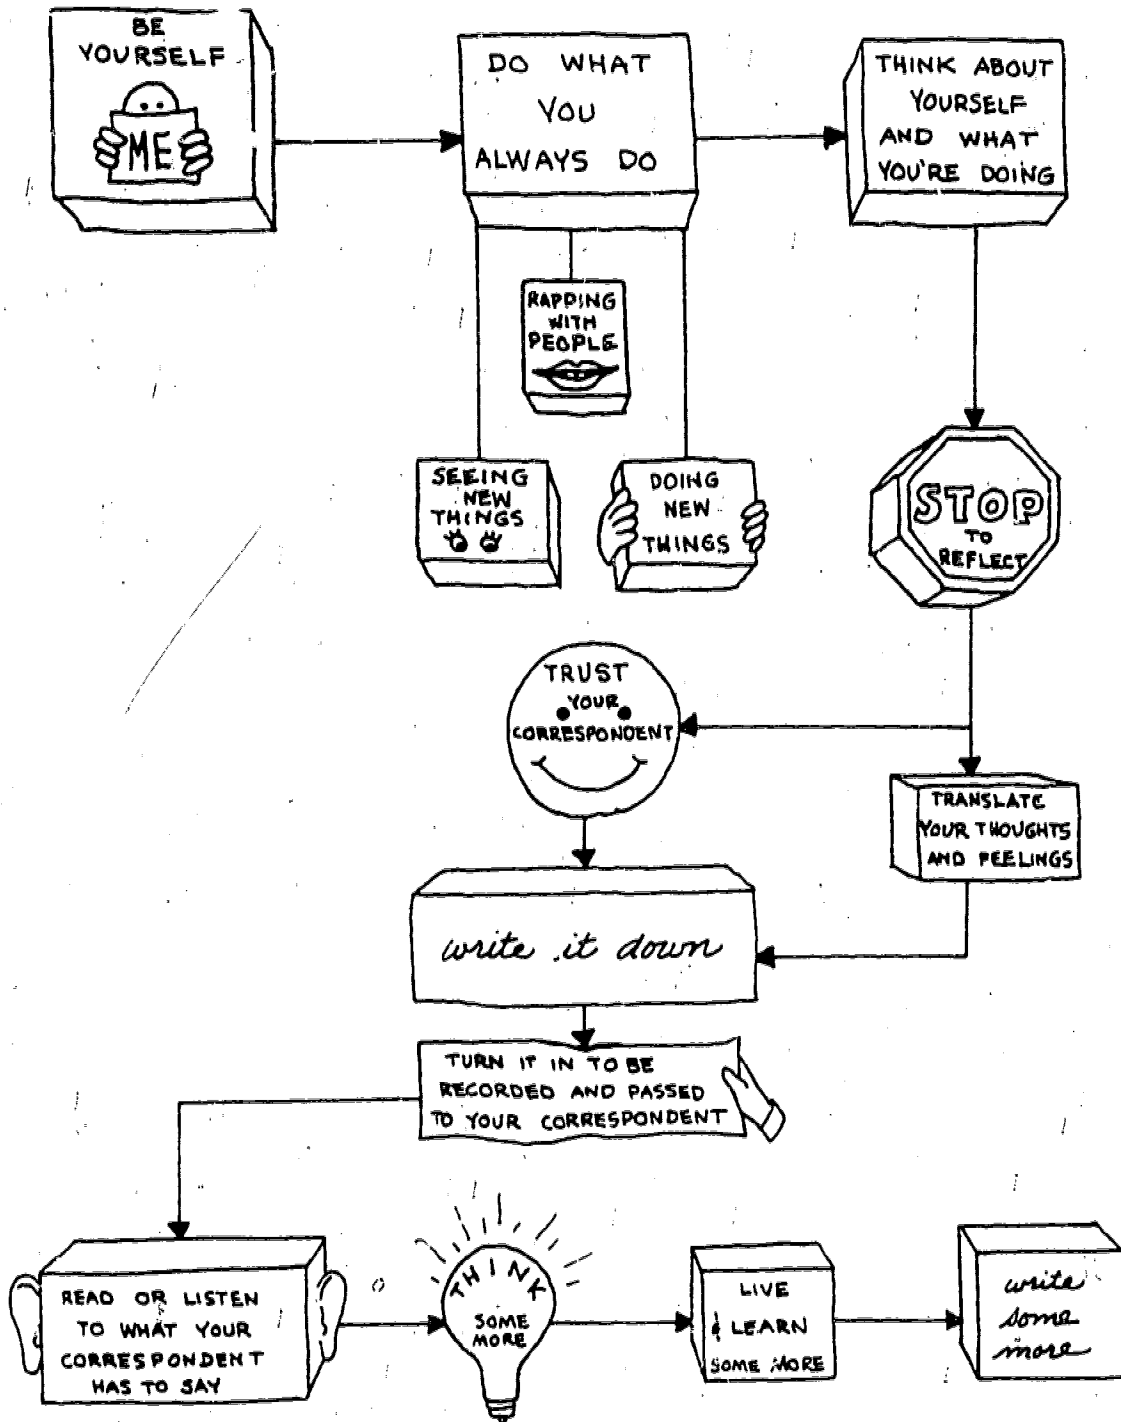 BE
YOURSELF
ME
DO WHAT
YOU
ALWAYS DO
THINK ABOUT
YOURSELF
AND WHAT
YOU'RE DOING
RAPPING
WITH
PEOPLE
SEEING
NEW
THINGS
DOING
NEW
THINGS
STOP
TO
REFLECT
TRUST
YOUR
CORRESPONDENT
TRANSLATE
YOUR THOUGHTS
AND FEELINGS
write it down
TURN IT IN TO BE
RECORDED AND PASSED
TO YOUR CORRESPONDENT
READ OR LISTEN
TO WHAT YOUR
CORRESPONDENT
HAS TO SAY
THINK
SOME
MORE
LIVE
& LEARN
SOME MORE
write
some
more